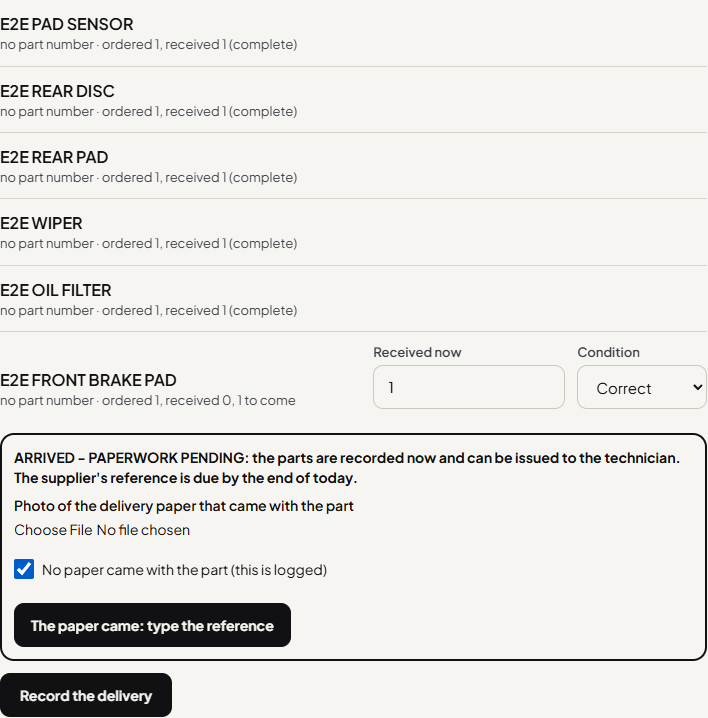 E2E PAD SENSOR
no part number · ordered 1, received 1 (complete)
E2E REAR DISC
no part number · ordered 1, received 1 (complete)
E2E REAR PAD
no part number · ordered 1, received 1 (complete)
E2E WIPER
no part number · ordered 1, received 1 (complete)
E2E OIL FILTER
no part number · ordered 1, received 1 (complete)
Received now
Condition
E2E FRONT BRAKE PAD
no part number · ordered 1, received 0, 1 to come
1
Correct
ARRIVED - PAPERWORK PENDING: the parts are recorded now and can be issued to the technician.
The supplier's reference is due by the end of today.
Photo of the delivery paper that came with the part
Choose File No file chosen
No paper came with the part (this is logged)
The paper came: type the reference
Record the delivery